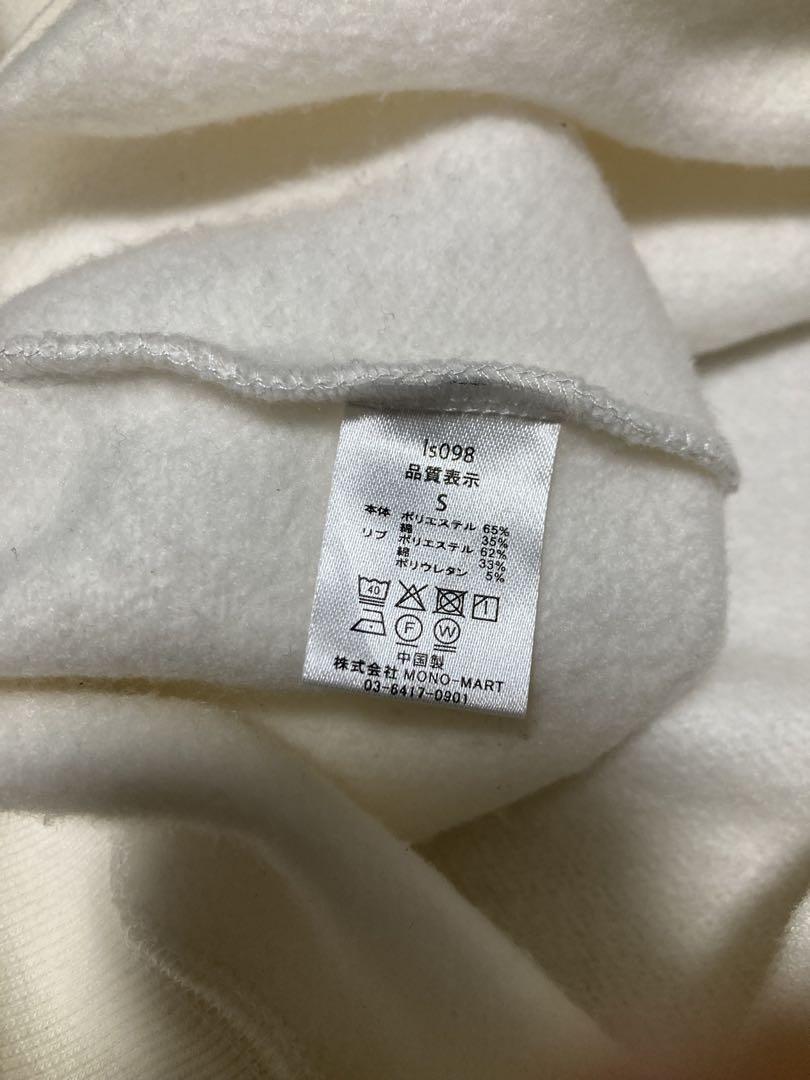 ls098
品質表示
S
本体 ポリエステル 65%
綿 35%
リブ ポリエステル 62%
綿 33%
ポリウレタン 5%
40
F W
中国製
株式会社 MONO-MART
03-6417-0901